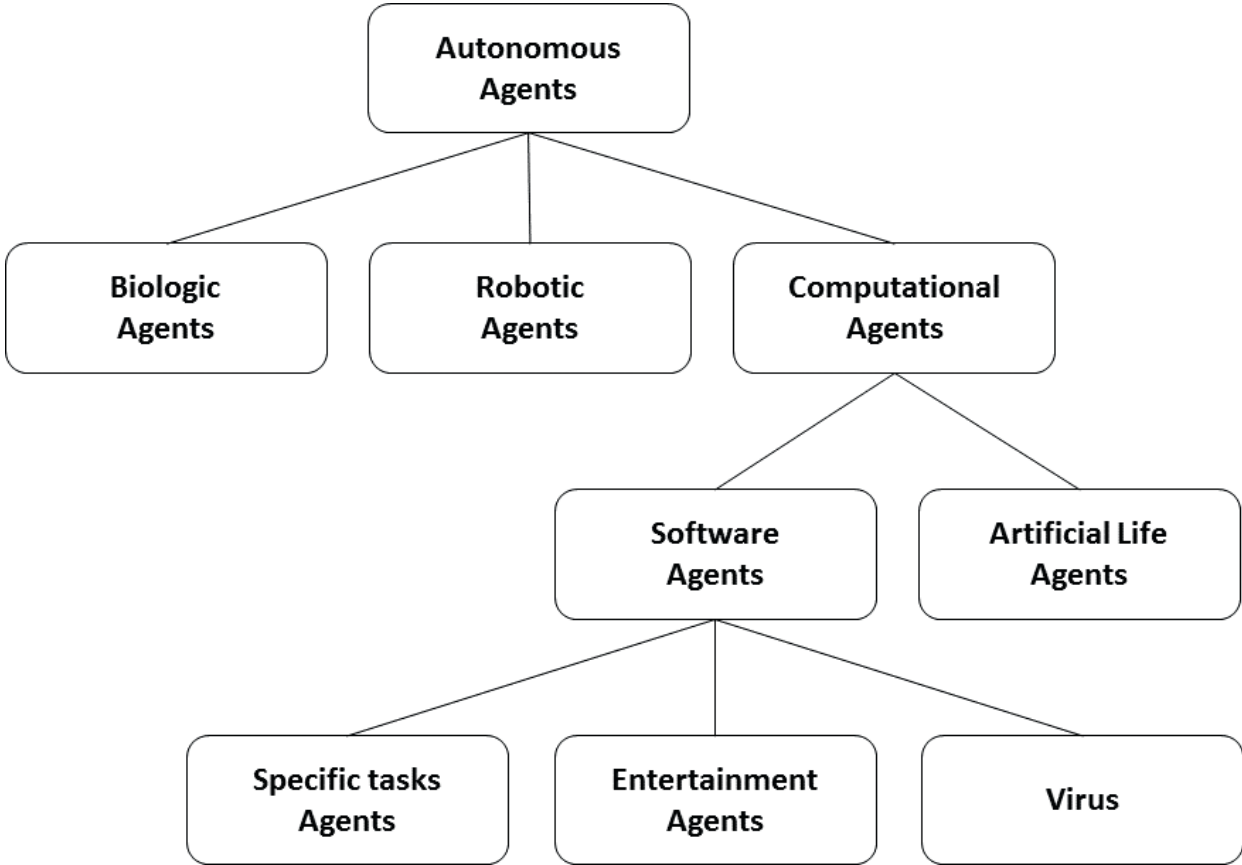 Autonomous
Agents
Biologic
Agents
Robotic
Agents
Computational
Agents
Software
Agents
Artificial Life
Agents
Specific tasks
Agents
Entertainment
Agents
Virus